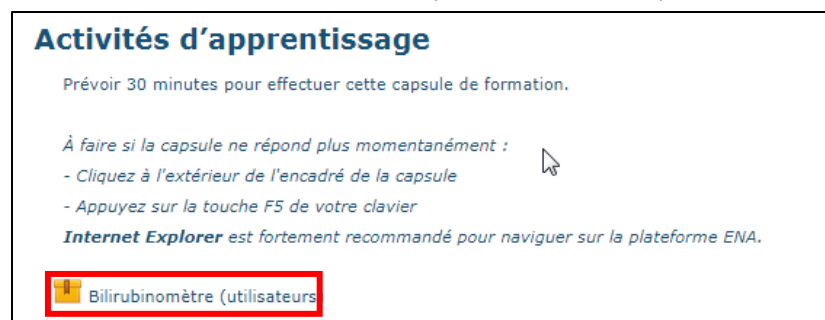 Activités d'apprentissage
Prévoir 30 minutes pour effectuer cette capsule de formation.
À faire si la capsule ne répond plus momentanément :
- Cliquez à l'extérieur de l'encadré de la capsule
- Appuyez sur la touche F5 de votre clavier
Internet Explorer est fortement recommandé pour naviguer sur la plateforme ENA.
Bilirubinomètre (utilisateurs)